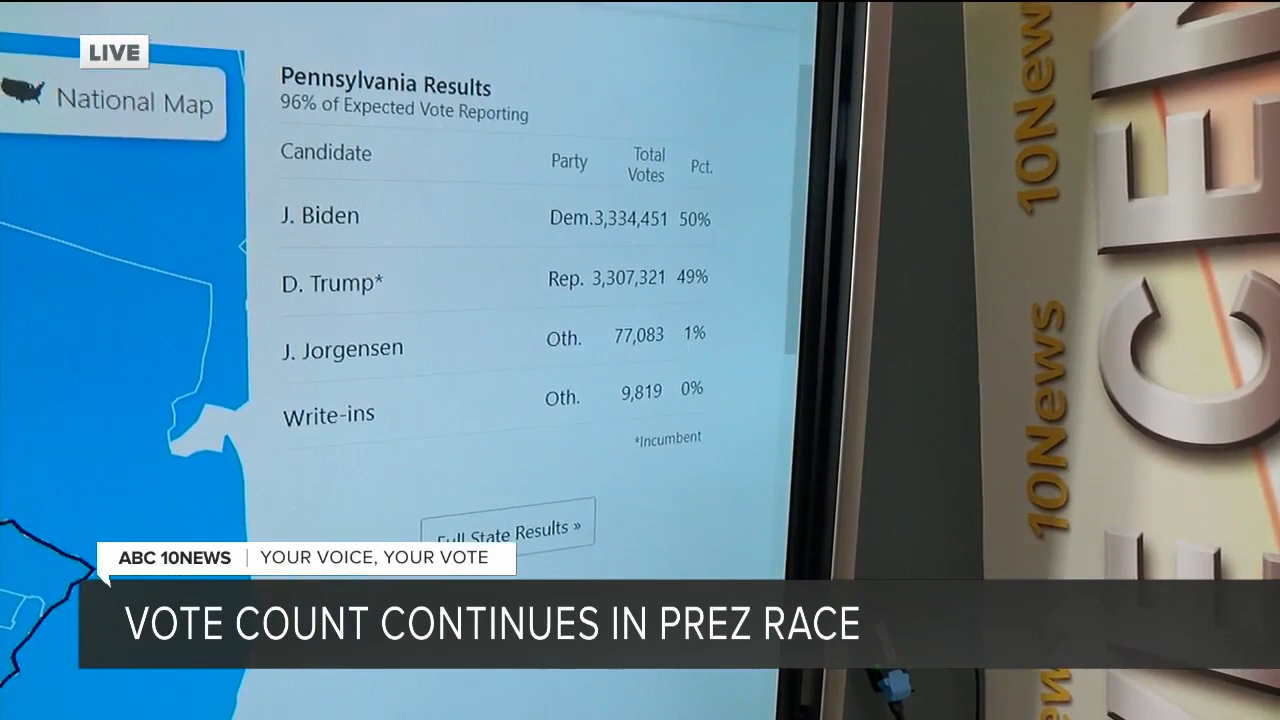 LIVE
National Map
Pennsylvania Results
96% of Expected Vote Reporting
Candidate Party Total Votes Pct.
J. Biden Dem. 3,334,451 50%
D. Trump* Rep. 3,307,321 49%
J. Jorgensen Oth. 77,083 1%
Write-ins Oth. 9,819 0%
*Incumbent
Full State Results »
ABC 10NEWS | YOUR VOICE, YOUR VOTE
VOTE COUNT CONTINUES IN PREZ RACE
10News
10News